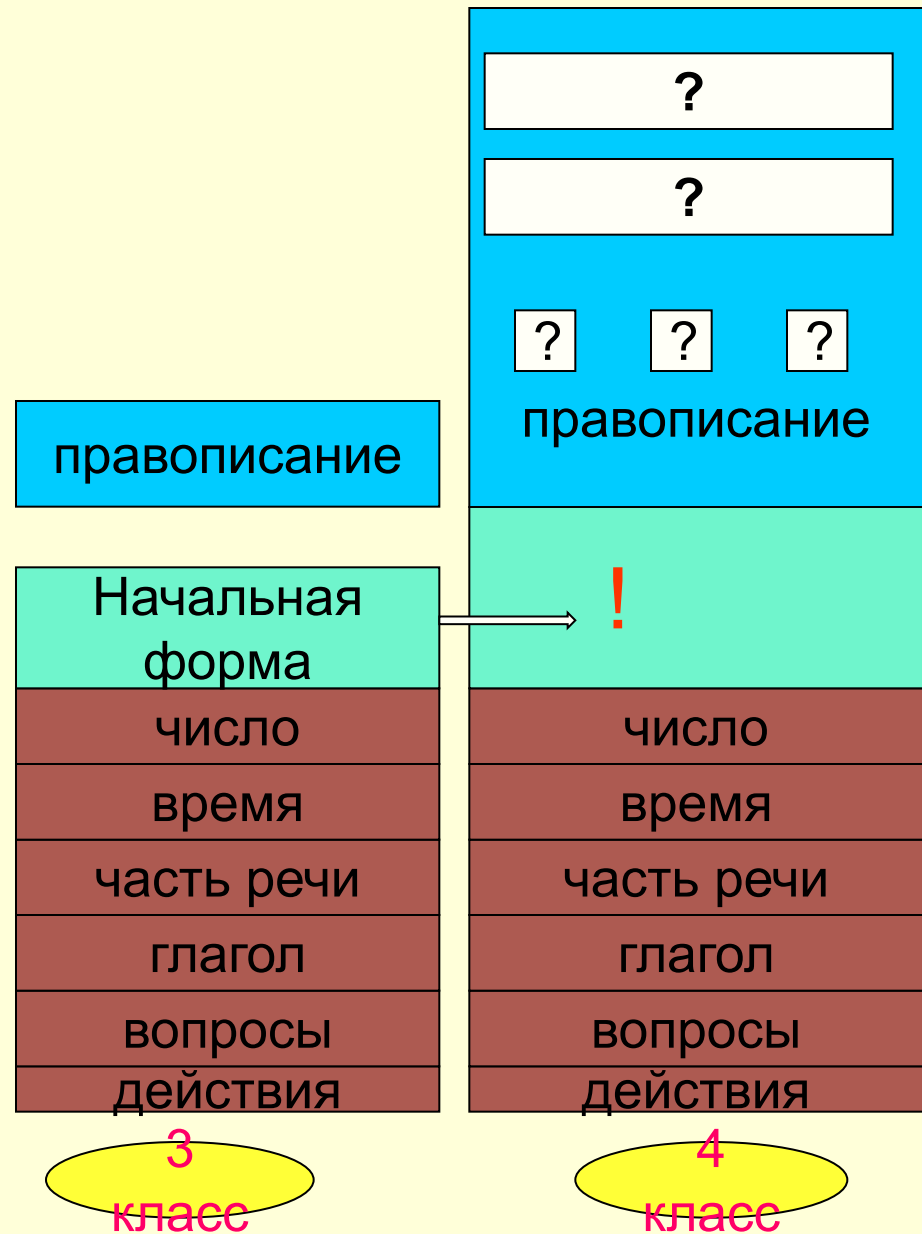 ?
?
? ? ?
правописание
правописание
!
Начальная
форма
число
время
часть речи
глагол
вопросы
действия
3
класс
число
время
часть речи
глагол
вопросы
действия
4
класс